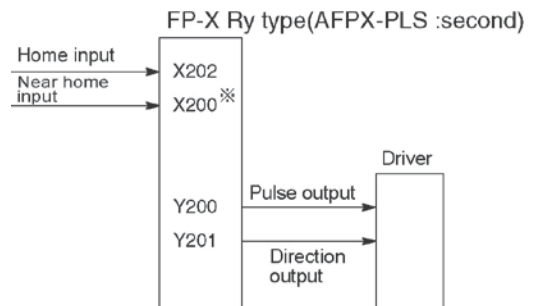 FP-X Ry type(AFPX-PLS :second)
Home input
X202
Near home
input
X200※
Driver
Y200
Pulse output
Y201
Direction
output